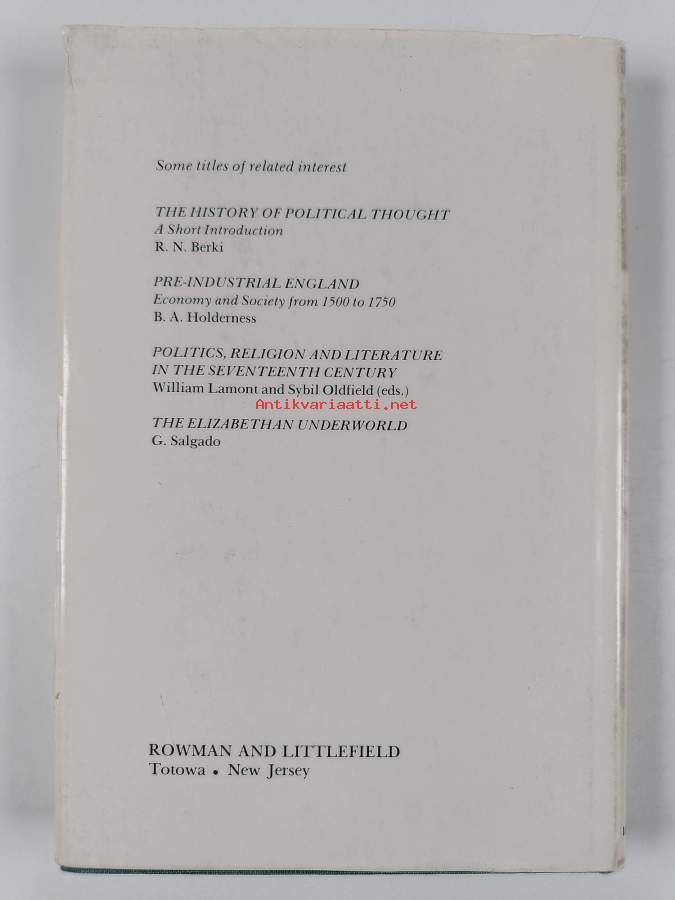 Some titles of related interest
THE HISTORY OF POLITICAL THOUGHT
A Short Introduction
R. N. Berki
PRE-INDUSTRIAL ENGLAND
Economy and Society from 1500 to 1750
B. A. Holderness
POLITICS, RELIGION AND LITERATURE
IN THE SEVENTEENTH CENTURY
William Lamont and Sybil Oldfield (eds.)
Antikvariaatti.net
THE ELIZABETHAN UNDERWORLD
G. Salgado
ROWMAN AND LITTLEFIELD
Totowa • New Jersey